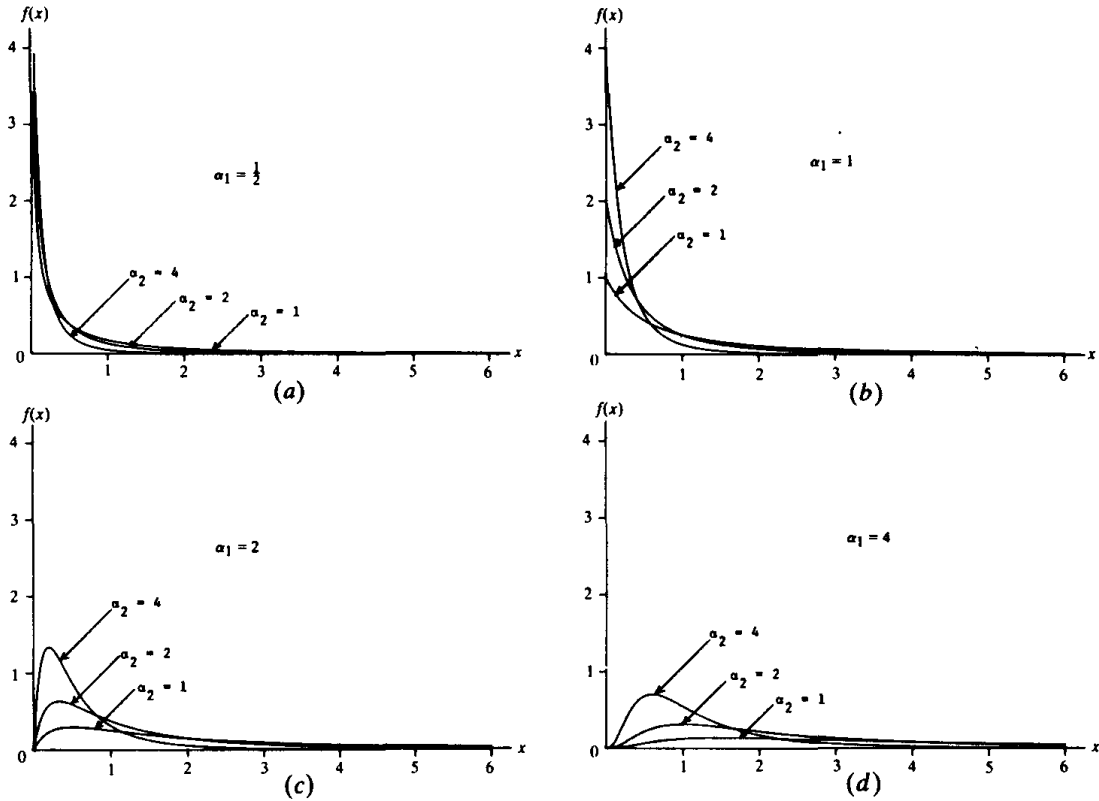 f(x)
4
3
2
1
0
α₁ = 1/2
α₂ = 4
α₂ = 2
α₂ = 1
1 2 3 4 5 6 x
(a)
f(x)
4
3
2
1
0
α₂ = 4
α₂ = 2
α₂ = 1
α₁ = 1
1 2 3 4 5 6 x
(b)
f(x)
4
3
2
1
0
α₁ = 2
α₂ = 4
α₂ = 2
α₂ = 1
1 2 3 4 5 6 x
(c)
f(x)
4
3
2
1
0
α₁ = 4
α₂ = 4
α₂ = 2
α₂ = 1
1 2 3 4 5 6 x
(d)